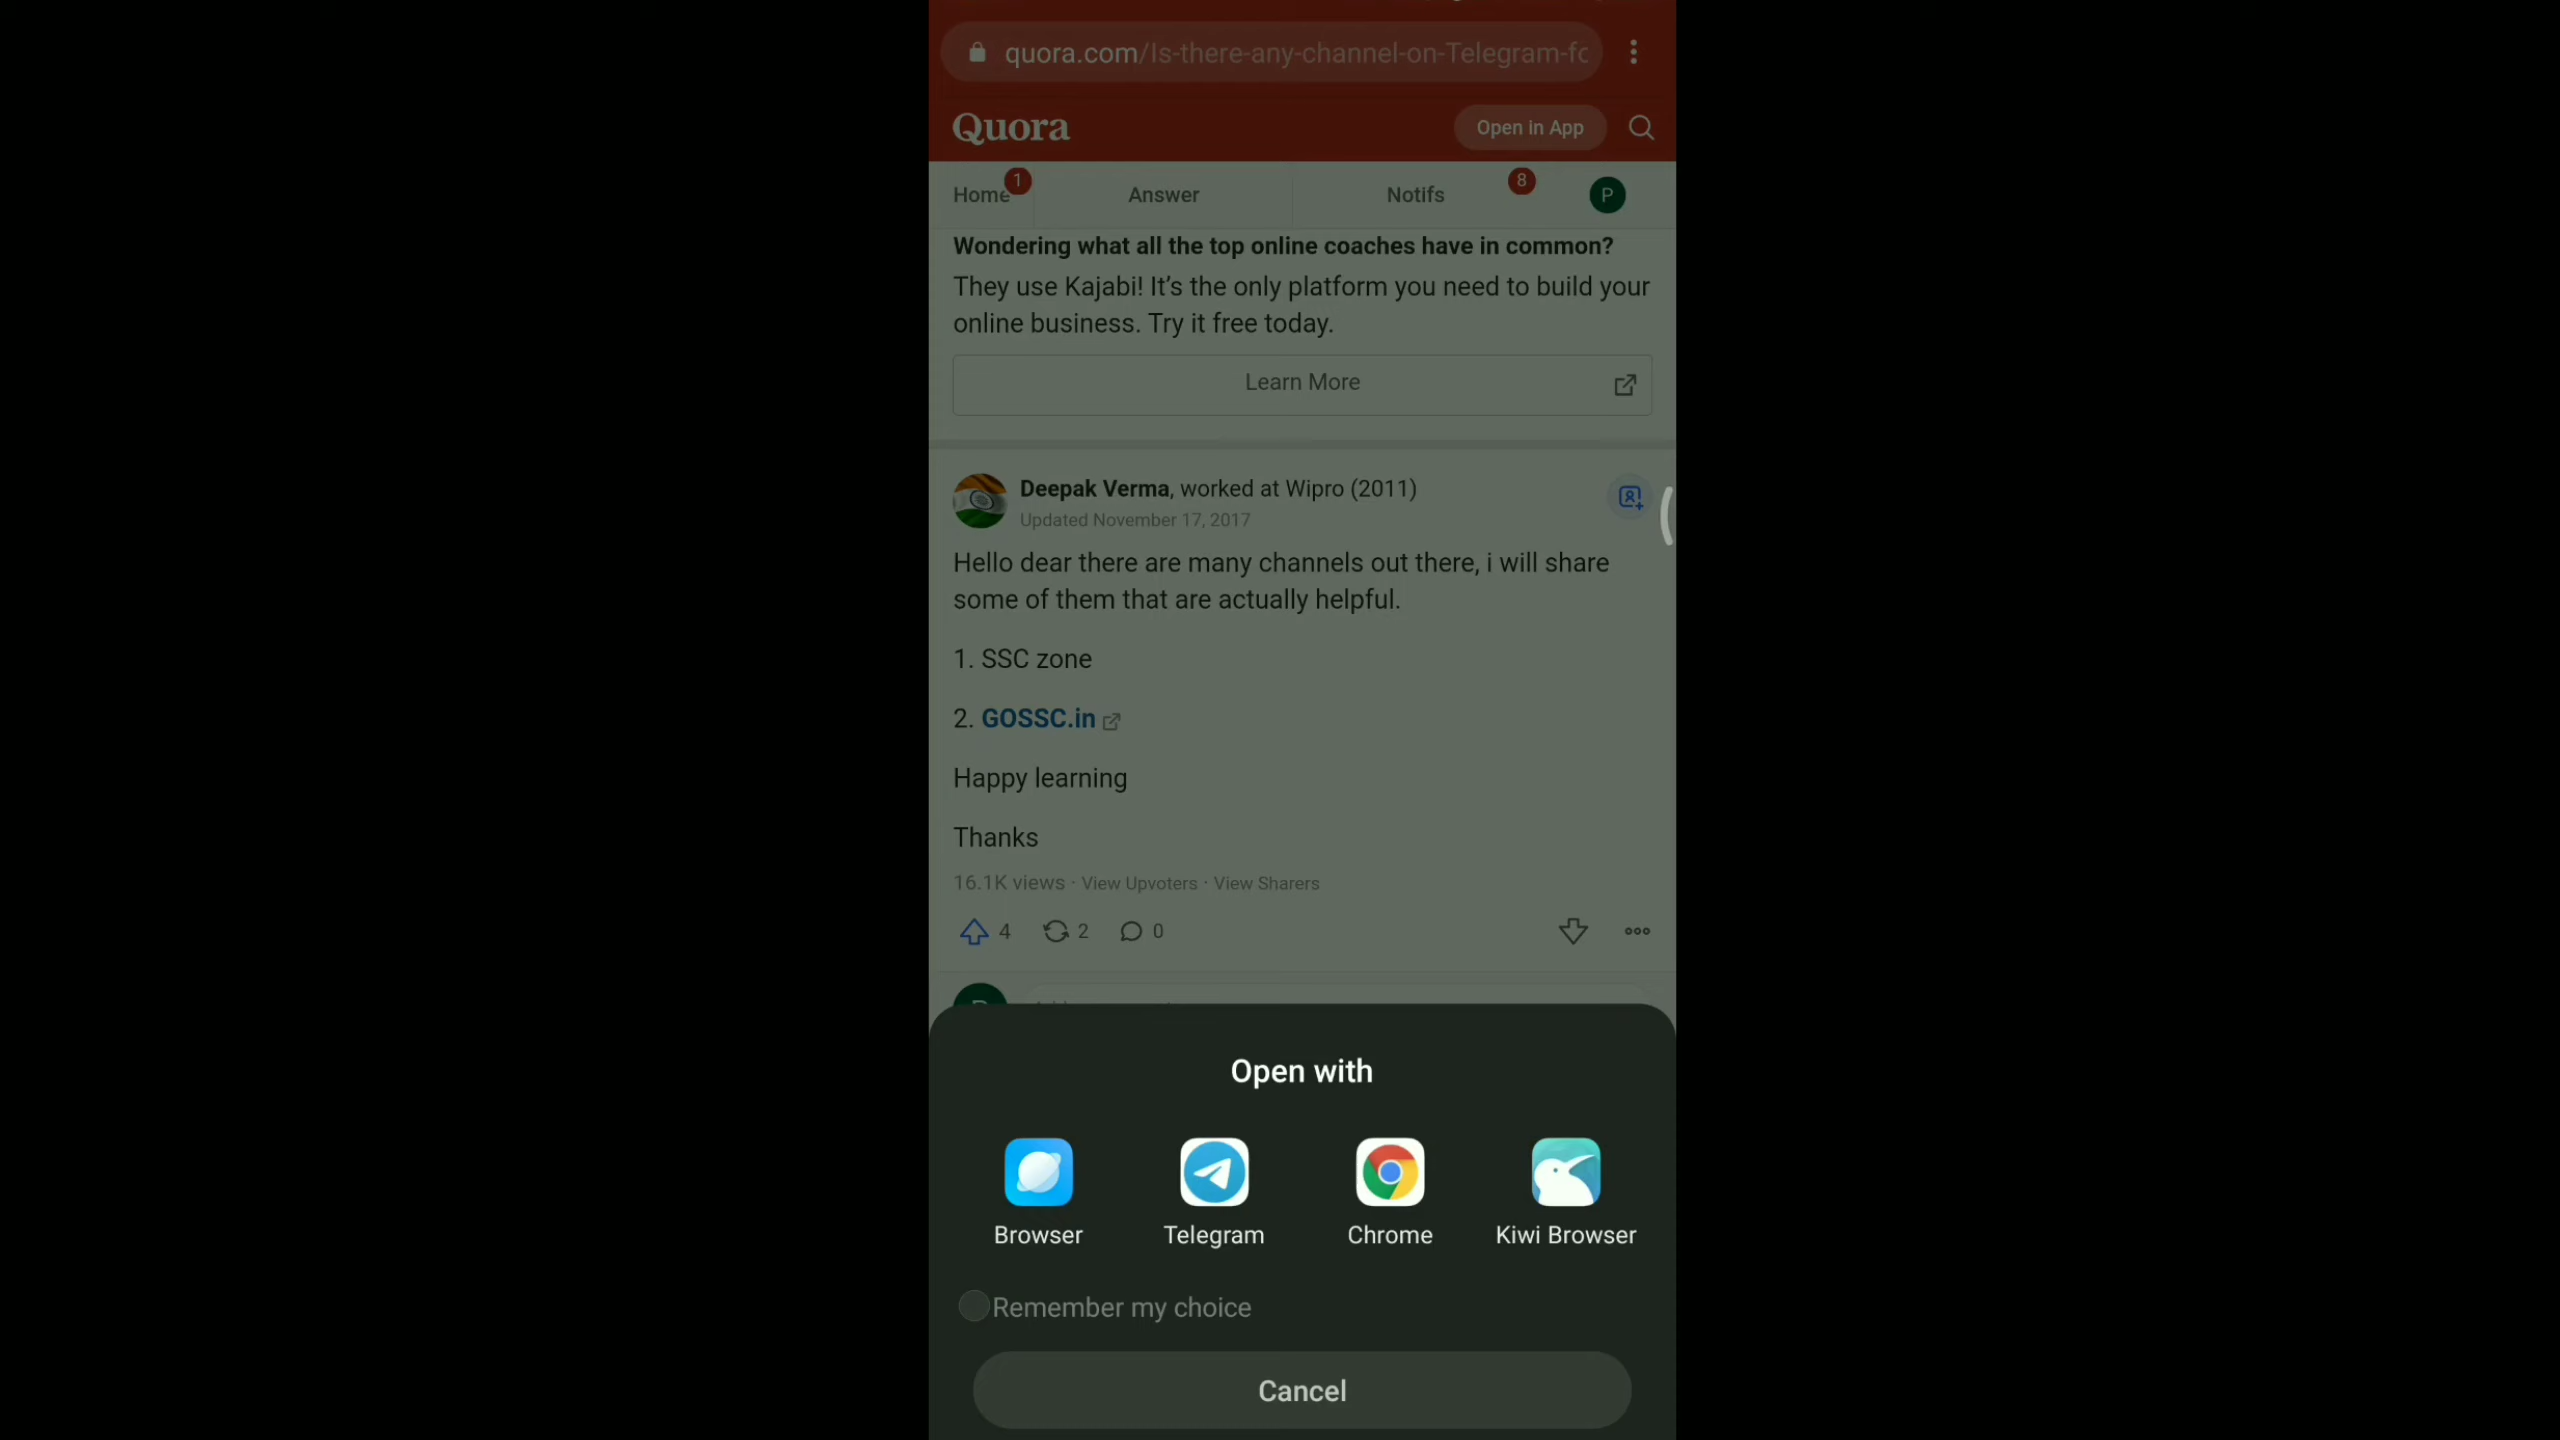 quora.com/Is-there-any-channel-on-Telegram-fc
Quora
Open in App
Home
1
Answer
Notifs
8
P
Wondering what all the top online coaches have in common?
They use Kajabi! It's the only platform you need to build your
online business. Try it free today.
Learn More
Deepak Verma, worked at Wipro (2011)
Updated November 17, 2017
Hello dear there are many channels out there, i will share
some of them that are actually helpful.
1. SSC zone
2. GOSSC.in
Happy learning
Thanks
16.1K views · View Upvoters · View Sharers
4
2
0
Open with
Browser
Telegram
Chrome
Kiwi Browser
Remember my choice
Cancel